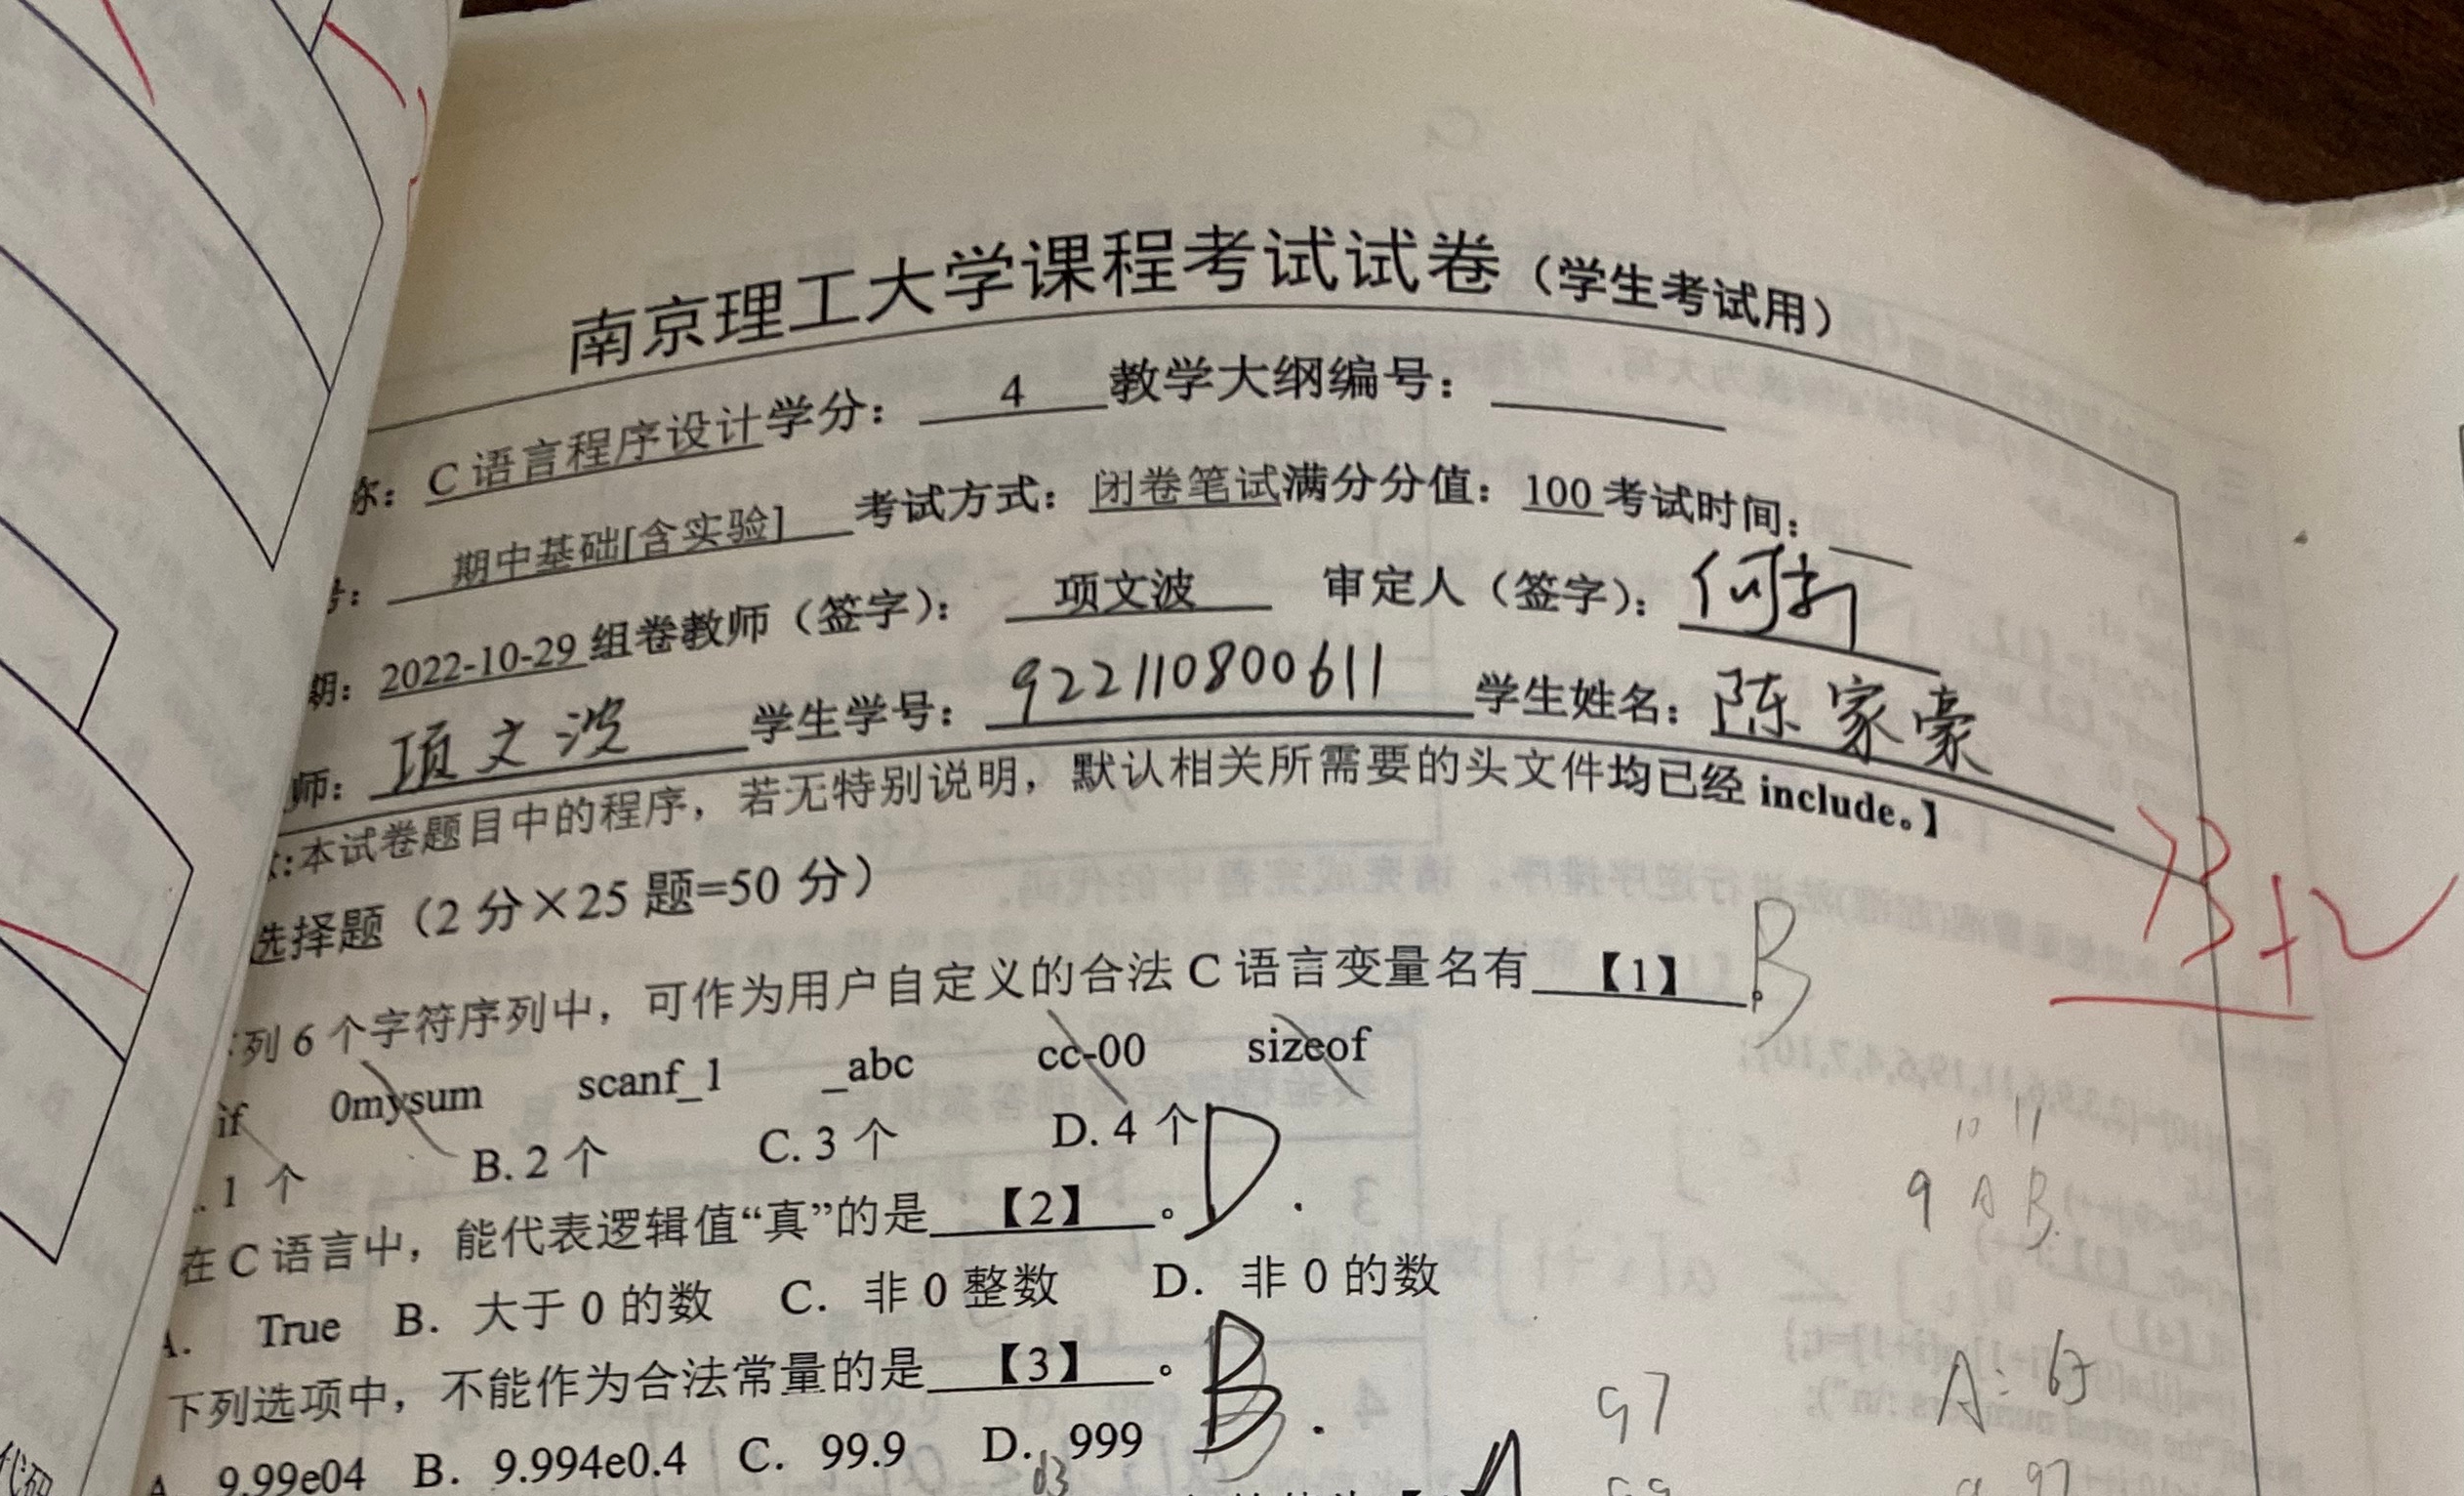 南京理工大学课程考试试卷（学生考试用）
称：C 语言程序设计学分：4 教学大纲编号：
号：期中基础[含实验] 考试方式：闭卷笔试满分分值：100 考试时间：
期：2022-10-29 组卷教师（签字）：项文波 审定人（签字）：何新
师：项文波 学生学号：922110800611 学生姓名：陈家豪
:本试卷题目中的程序，若无特别说明，默认相关所需要的头文件均已经 include。】
73+2
选择题（2 分×25 题=50 分）
列 6 个字符序列中，可作为用户自定义的合法 C 语言变量名有【1】。B
if 0mysum scanf_1 _abc cc-00 sizeof
. 1 个 B. 2 个 C. 3 个 D. 4 个
10 11
9 A B
在 C 语言中，能代表逻辑值“真”的是【2】。D.
A. True B. 大于 0 的数 C. 非 0 整数 D. 非 0 的数
下列选项中，不能作为合法常量的是【3】。B.
97 A: 65
A 9.99e04 B. 9.994e0.4 C. 99.9 D. 999
97
代码